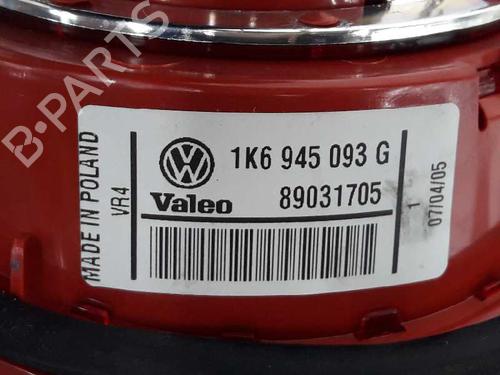 B-PARTS
MADE IN POLAND
VR4
1K6 945 093 G
Valeo
89031705
1
07/04/05